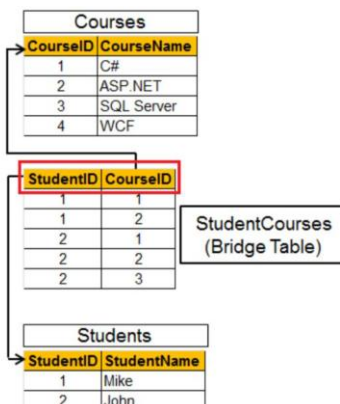 Courses
CourseID CourseName
1 C#
2 ASP.NET
3 SQL Server
4 WCF
StudentID CourseID
1 1
1 2
2 1
2 2
2 3
StudentCourses
(Bridge Table)
Students
StudentID StudentName
1 Mike
2 John